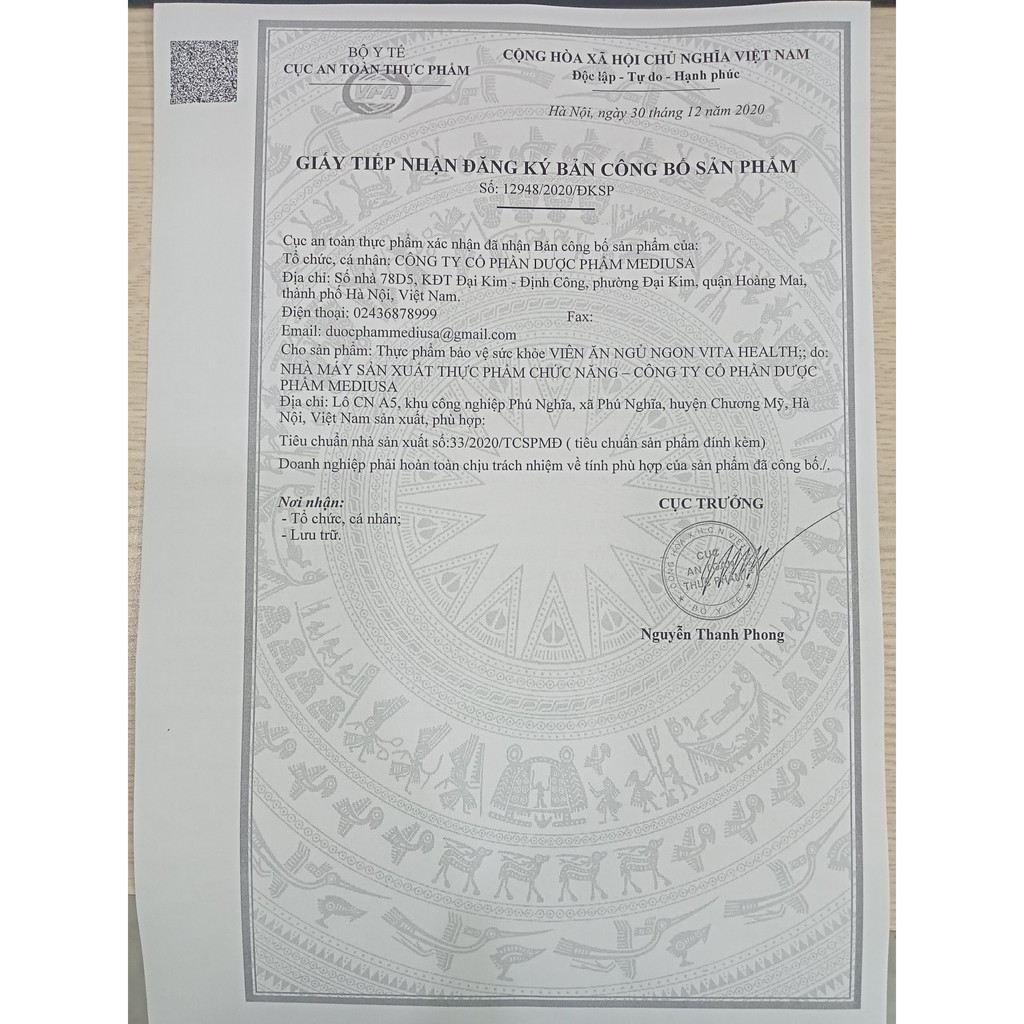 BỘ Y TẾ
CỤC AN TOÀN THỰC PHẨM
VFA
CỘNG HÒA XÃ HỘI CHỦ NGHĨA VIỆT NAM
Độc lập - Tự do - Hạnh phúc
Hà Nội, ngày 30 tháng 12 năm 2020
GIẤY TIẾP NHẬN ĐĂNG KÝ BẢN CÔNG BỐ SẢN PHẨM
Số: 12948/2020/ĐKSP
Cục an toàn thực phẩm xác nhận đã nhận Bản công bố sản phẩm của:
Tổ chức, cá nhân: CÔNG TY CỔ PHẦN DƯỢC PHẨM MEDIUSA
Địa chỉ: Số nhà 78D5, KĐT Đại Kim - Định Công, phường Đại Kim, quận Hoàng Mai,
thành phố Hà Nội, Việt Nam.
Điện thoại: 02436878999 Fax:
Email: duocphammediusa@gmail.com
Cho sản phẩm: Thực phẩm bảo vệ sức khỏe VIÊN ĂN NGỦ NGON VITA HEALTH;; do:
NHÀ MÁY SẢN XUẤT THỰC PHẨM CHỨC NĂNG – CÔNG TY CỔ PHẦN DƯỢC
PHẨM MEDIUSA
Địa chỉ: Lô CN A5, khu công nghiệp Phú Nghĩa, xã Phú Nghĩa, huyện Chương Mỹ, Hà
Nội, Việt Nam sản xuất, phù hợp:
Tiêu chuẩn nhà sản xuất số:33/2020/TCSPMĐ ( tiêu chuẩn sản phẩm đính kèm)
Doanh nghiệp phải hoàn toàn chịu trách nhiệm về tính phù hợp của sản phẩm đã công bố./.
Nơi nhận:
- Tổ chức, cá nhân;
- Lưu trữ.
CỤC TRƯỞNG
CỤC
AN TOÀN
THỰC PHẨM
BỘ Y TẾ
Nguyễn Thanh Phong